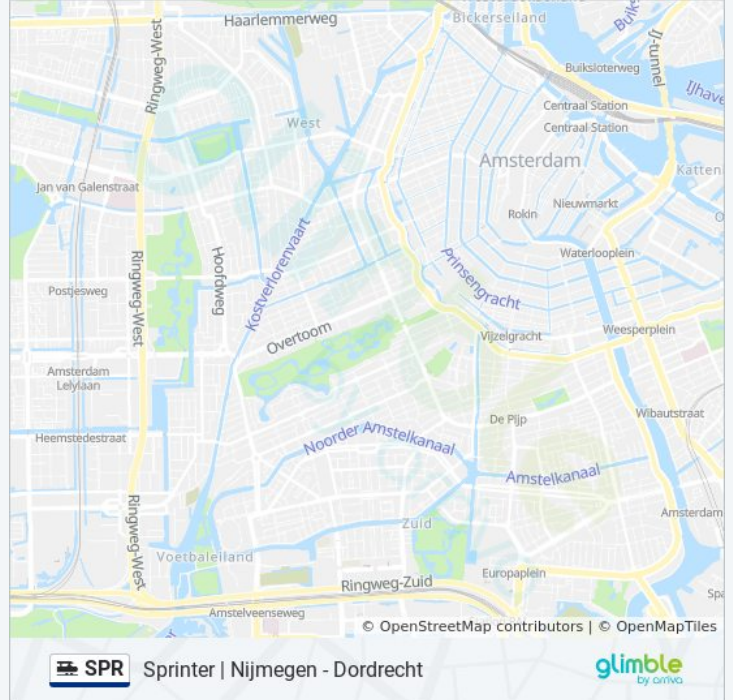 Haarlemmerweg
Bickerseiland
Buiks
IJ-tunnel
Ringweg-West
Buiksloterweg
IJhave
Centraal Station
West
Centraal Station
Amsterdam
Katten
Jan van Galenstraat
Nieuwmarkt
Rokin
O
Kostverlorenvaart
Hoofdweg
Waterlooplein
Prinsengracht
Postjesweg
Ringweg-West
Overtoom
Vijzelgracht
Weesperplein
Amsterdam
Lelylaan
De Pijp
Wibautstraat
Heemstedestraat
Noorder Amstelkanaal
Amstelkanaal
Amsterdam
Ringweg-West
Zuid
Voetbaleiland
Europaplein
Ringweg-Zuid
Spa
Amstelveenseweg
© OpenStreetMap contributors | © OpenMapTiles
SPR Sprinter | Nijmegen - Dordrecht
glimble
by arriva